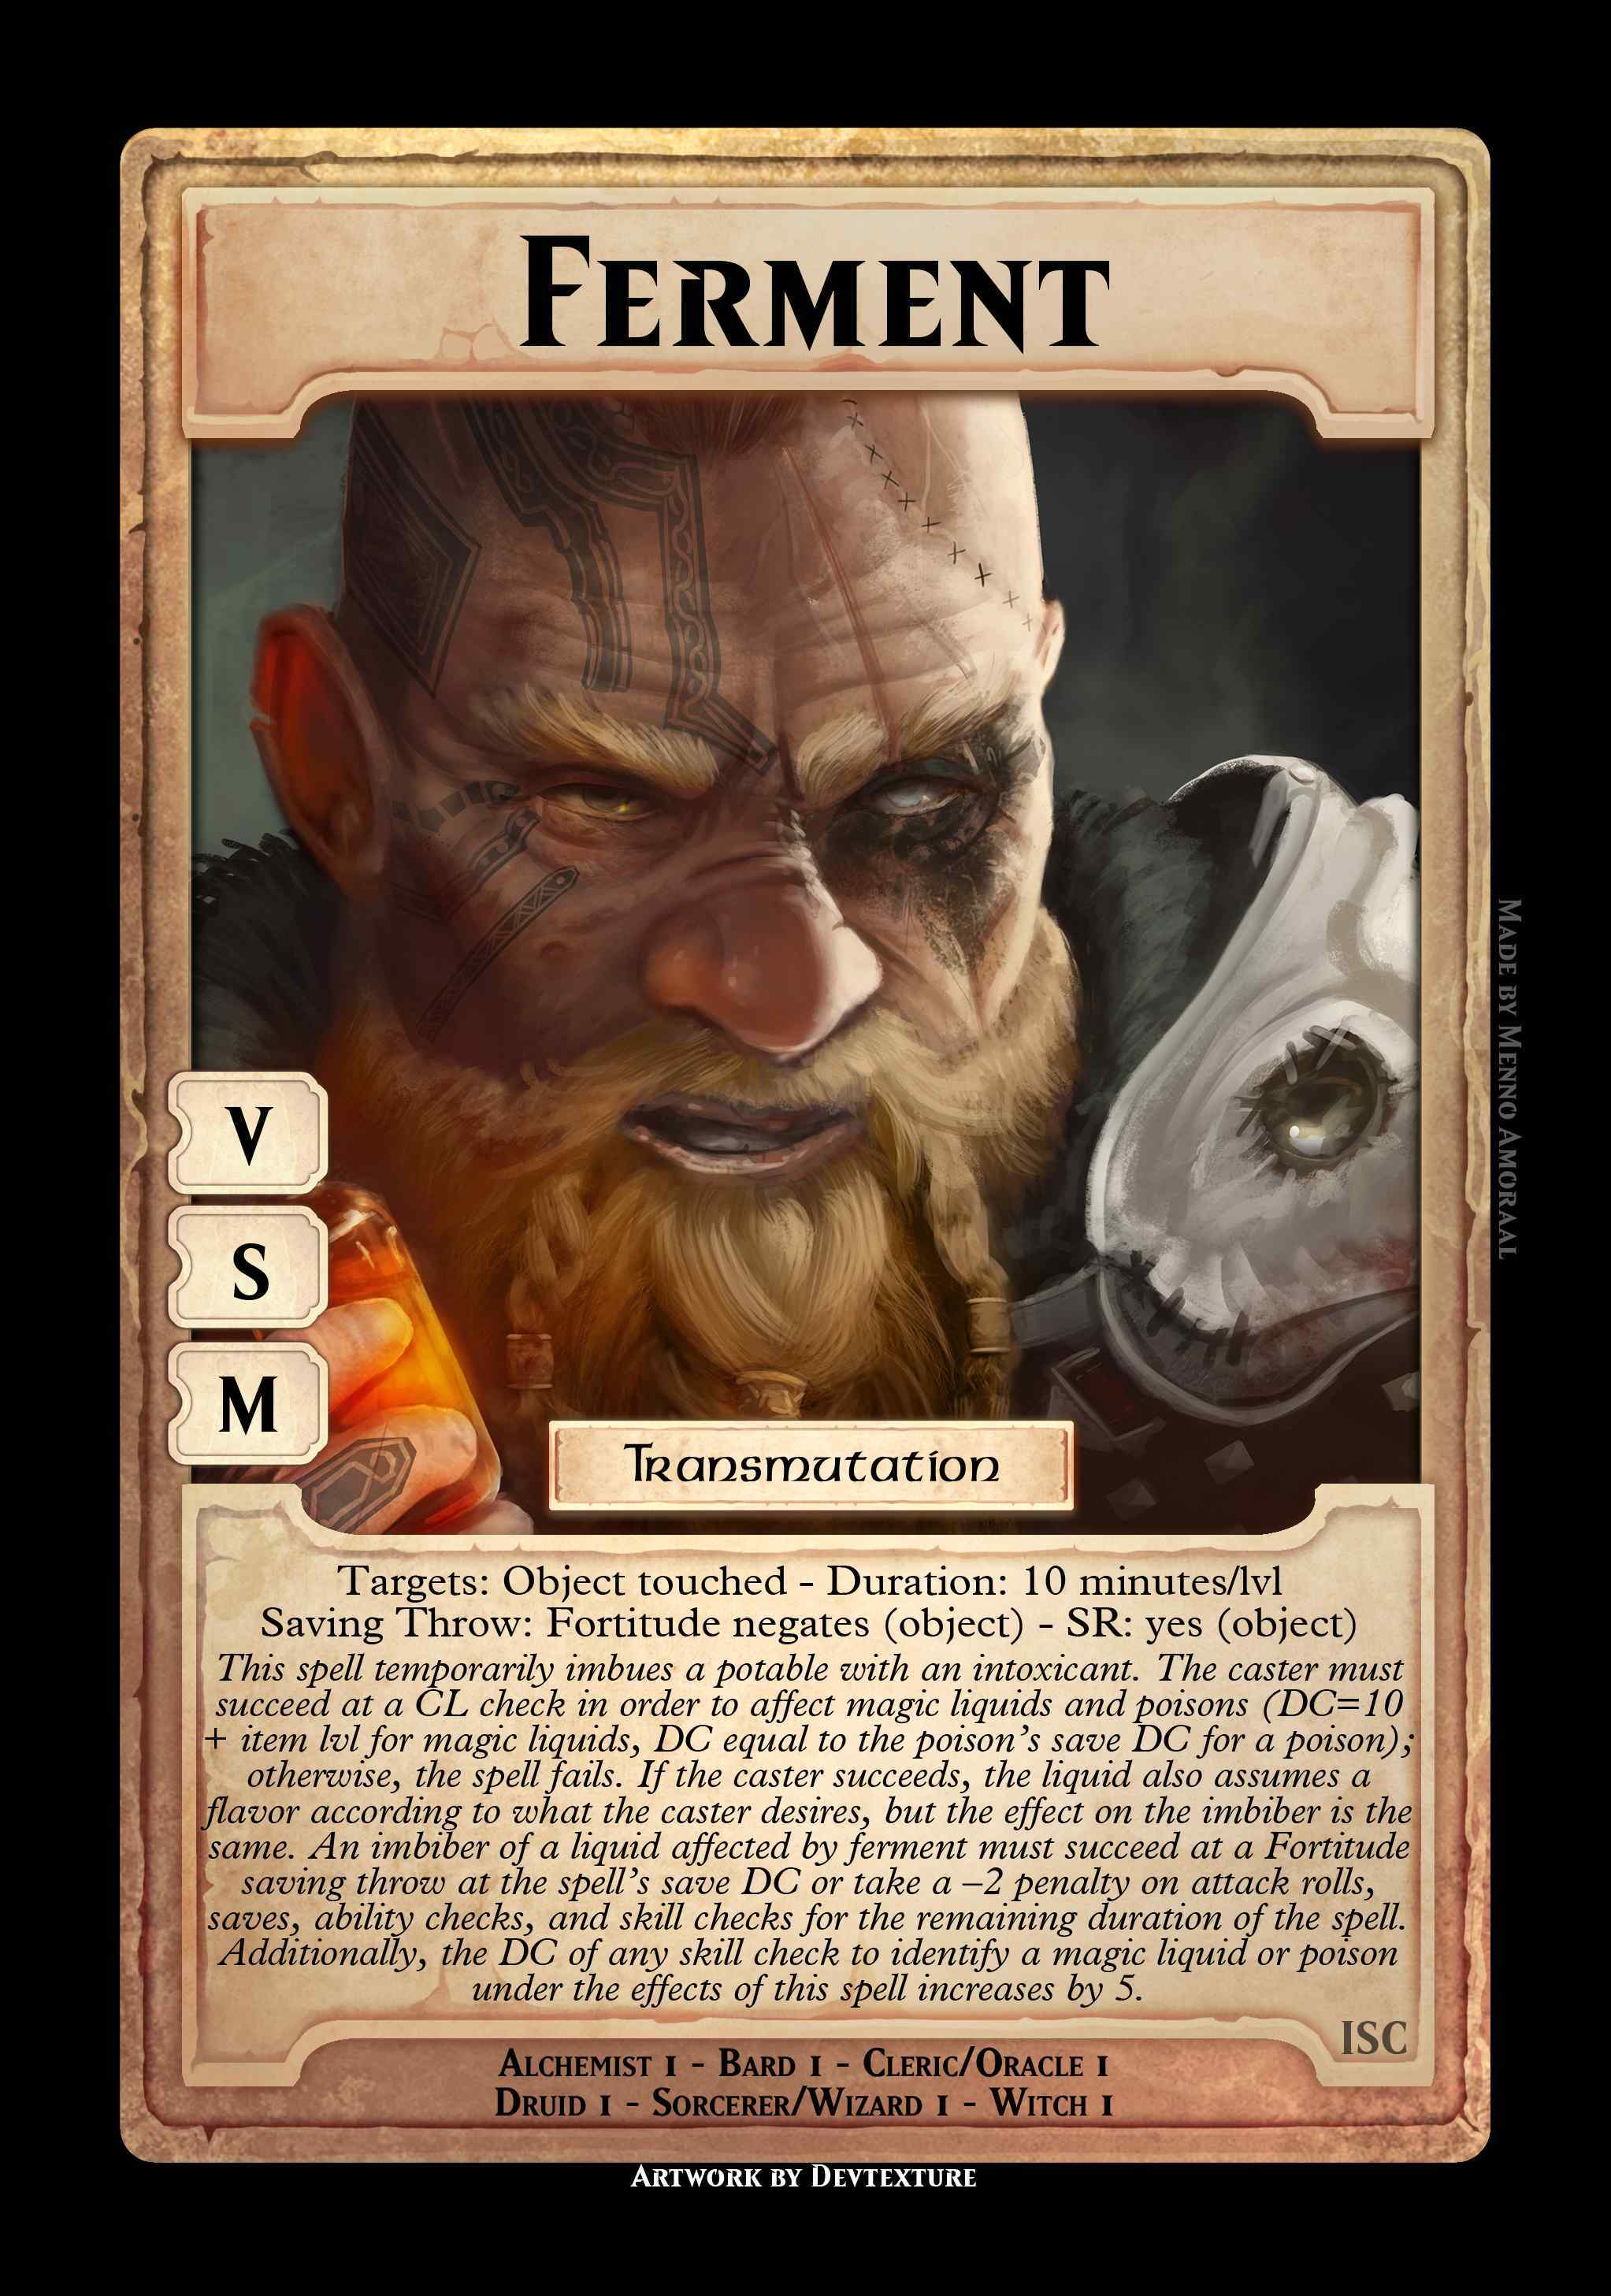 Ferment
V
S
M
Transmutation
Targets: Object touched - Duration: 10 minutes/lvl
Saving Throw: Fortitude negates (object) - SR: yes (object)
This spell temporarily imbues a potable with an intoxicant. The caster must
succeed at a CL check in order to affect magic liquids and poisons (DC=10
+ item lvl for magic liquids, DC equal to the poison's save DC for a poison);
otherwise, the spell fails. If the caster succeeds, the liquid also assumes a
flavor according to what the caster desires, but the effect on the imbiber is the
same. An imbiber of a liquid affected by ferment must succeed at a Fortitude
saving throw at the spell's save DC or take a –2 penalty on attack rolls,
saves, ability checks, and skill checks for the remaining duration of the spell.
Additionally, the DC of any skill check to identify a magic liquid or poison
under the effects of this spell increases by 5.
ISC
Alchemist 1 - Bard 1 - Cleric/Oracle 1
Druid 1 - Sorcerer/Wizard 1 - Witch 1
Artwork by Devtexture
Made by Menno Amoraal